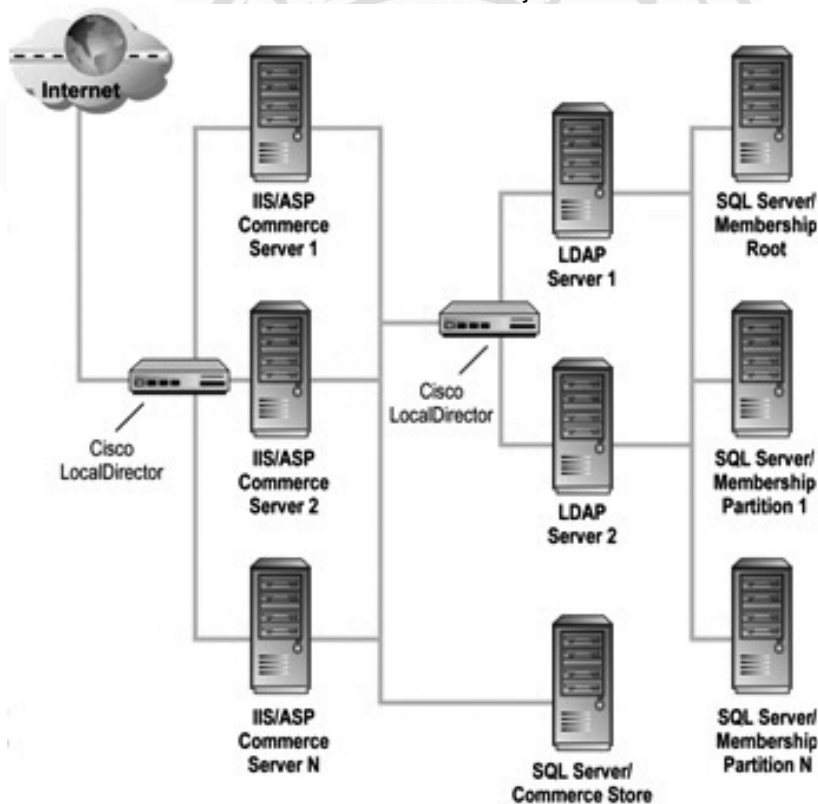 Internet
IIS/ASP
Commerce
Server 1
LDAP
Server 1
SQL Server/
Membership
Root
Cisco
LocalDirector
IIS/ASP
Commerce
Server 2
Cisco
LocalDirector
LDAP
Server 2
SQL Server/
Membership
Partition 1
IIS/ASP
Commerce
Server N
SQL Server/
Commerce Store
SQL Server/
Membership
Partition N